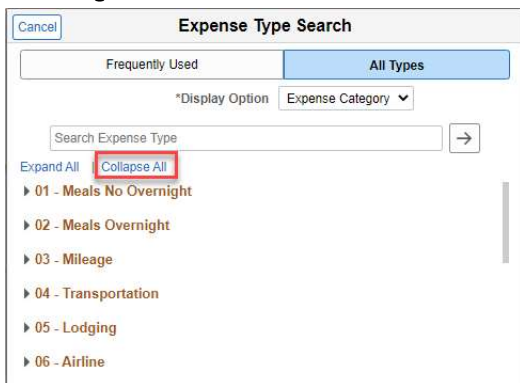 Cancel Expense Type Search
Frequently Used All Types
*Display Option Expense Category
Search Expense Type
Expand All | Collapse All
01 - Meals No Overnight
02 - Meals Overnight
03 - Mileage
04 - Transportation
05 - Lodging
06 - Airline